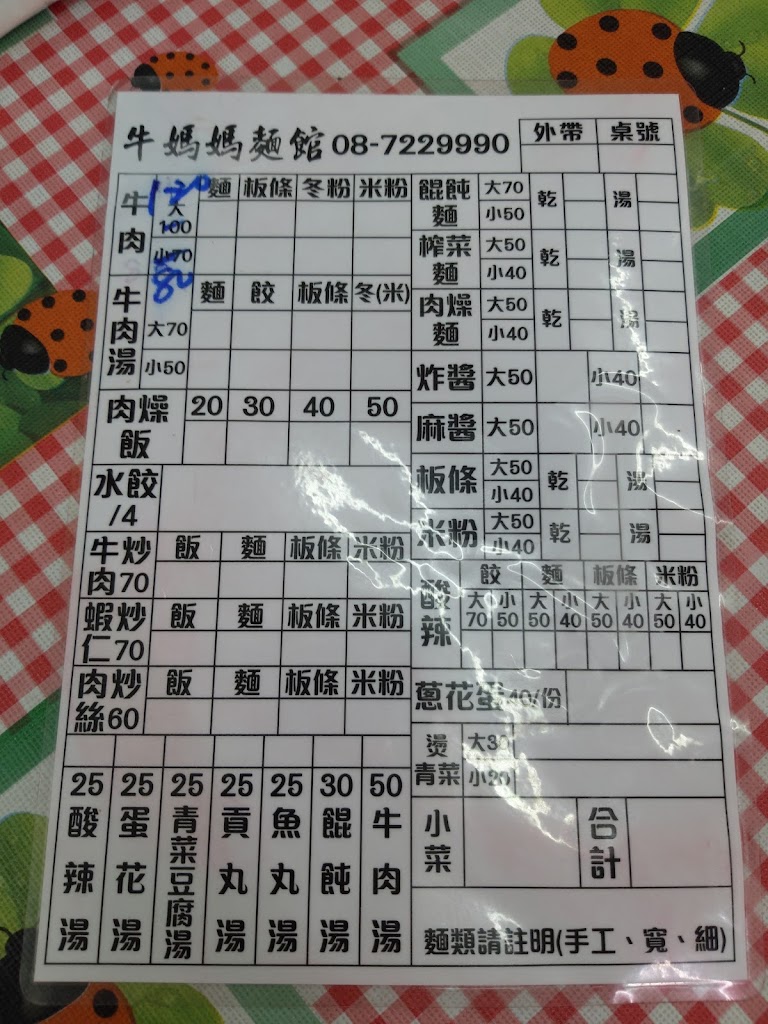 牛媽媽麵館 08-7229990 外帶 桌號
牛肉 大100 小70 麵 板條 冬粉 米粉
80
牛肉湯 大70 小50 麵 餃 板條 冬(米)
肉燥飯 20 30 40 50
水餃/4
牛肉炒70 飯 麵 板條 米粉
蝦仁炒70 飯 麵 板條 米粉
肉絲炒60 飯 麵 板條 米粉
25 酸辣湯
25 蛋花湯
25 青菜豆腐湯
25 貢丸湯
25 魚丸湯
30 餛飩湯
50 牛肉湯
餛飩麵 大70 小50 乾 湯
榨菜麵 大50 小40 乾 湯
肉燥麵 大50 小40 乾 湯
炸醬 大50 小40
麻醬 大50 小40
板條 大50 小40 乾 湯
米粉 大50 小40 乾 湯
酸辣 餃 麵 板條 米粉
大70 小50 大50 小40 大50 小40 大50 小40
蔥花蛋40/份
燙青菜 大30 小20
小菜 合計
麵類請註明(手工、寬、細)